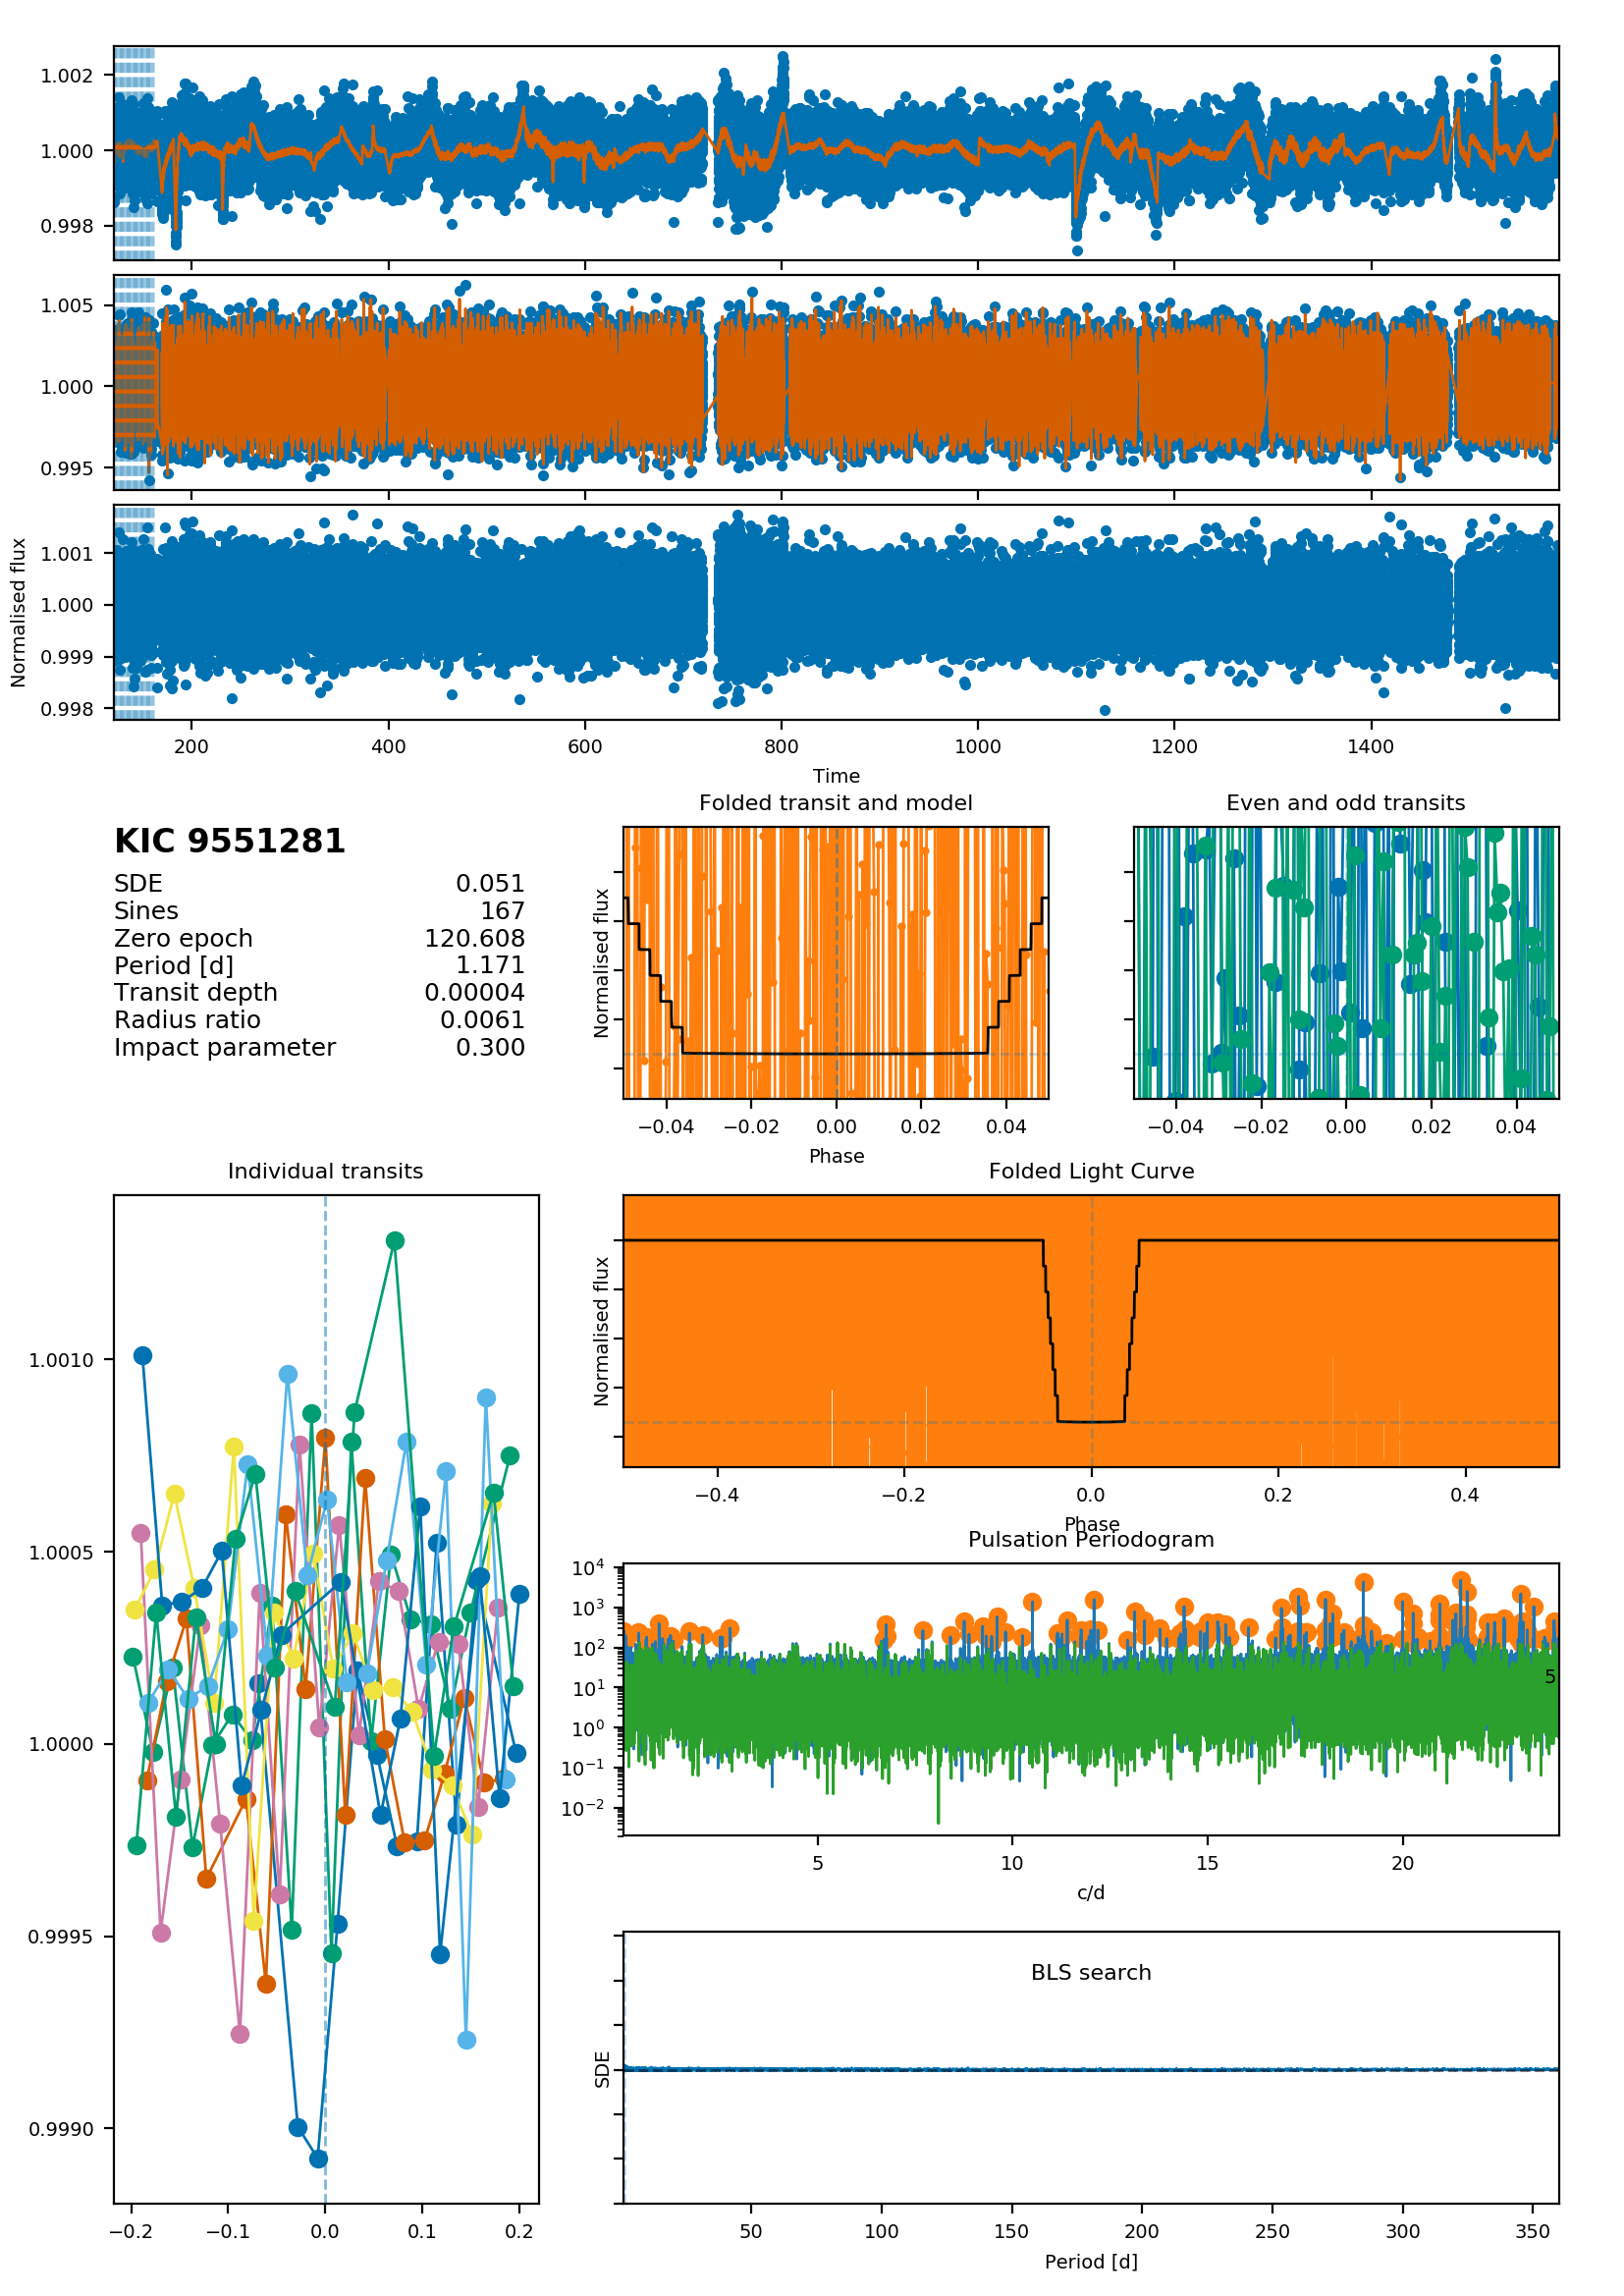 1.002
1.000
0.998
1.005
1.000
0.995
Normalised flux
1.001
1.000
0.999
0.998
200 400 600 800 1000 1200 1400
Time
KIC 9551281
SDE 0.051
Sines 167
Zero epoch 120.608
Period [d] 1.171
Transit depth 0.00004
Radius ratio 0.0061
Impact parameter 0.300
Folded transit and model
Normalised flux
−0.04 −0.02 0.00 0.02 0.04
Phase
Even and odd transits
−0.04 −0.02 0.00 0.02 0.04
Individual transits
1.0010
1.0005
1.0000
0.9995
0.9990
−0.2 −0.1 0.0 0.1 0.2
Folded Light Curve
Normalised flux
−0.4 −0.2 0.0 0.2 0.4
Phase
Pulsation Periodogram
10⁴
10³
10²
10¹
10⁰
10⁻¹
10⁻²
5
5 10 15 20
c/d
BLS search
SDE
50 100 150 200 250 300 350
Period [d]